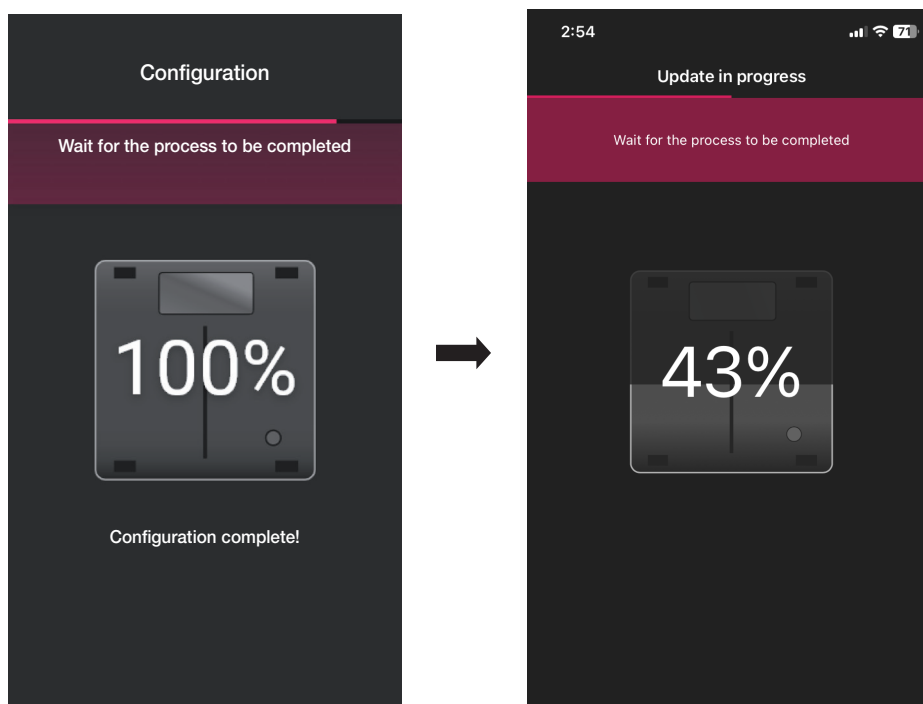 Configuration
Wait for the process to be completed
100%
Configuration complete!
2:54
71
Update in progress
Wait for the process to be completed
43%